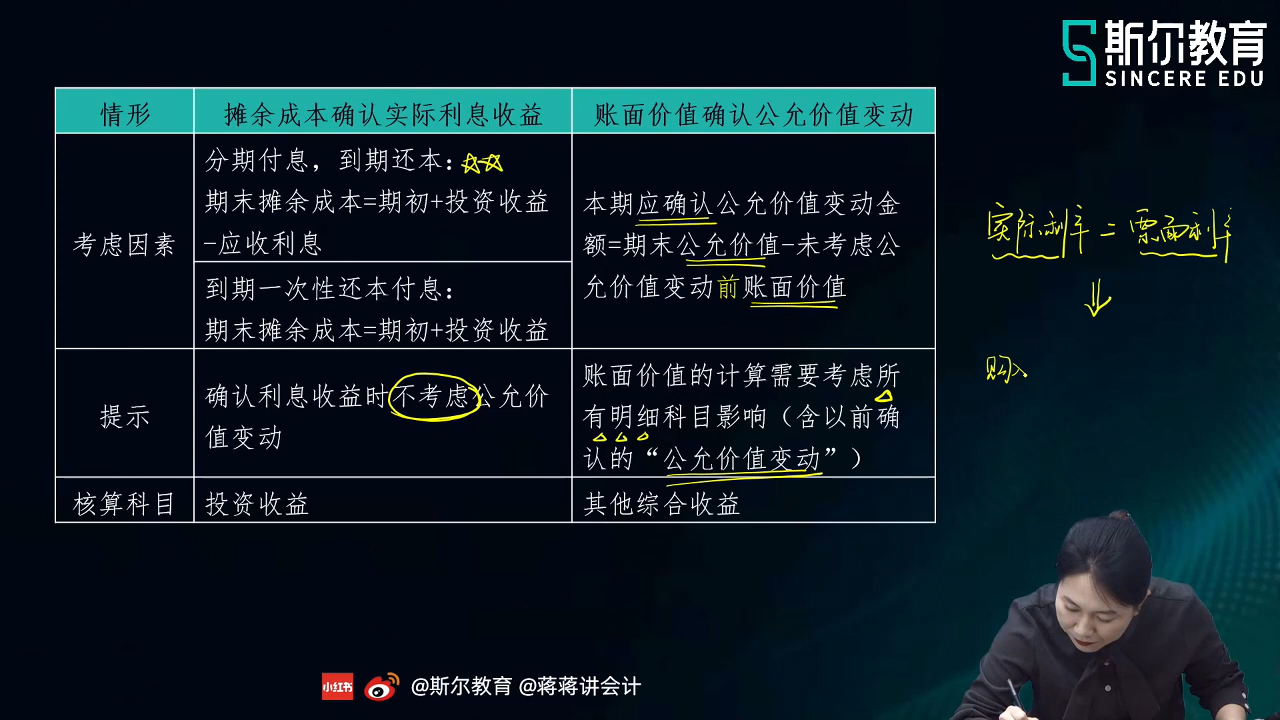 斯尔教育
SINCERE EDU
情形
摊余成本确认实际利息收益
账面价值确认公允价值变动
考虑因素
分期付息，到期还本：
期末摊余成本=期初+投资收益
-应收利息
到期一次性还本付息：
期末摊余成本=期初+投资收益
本期应确认公允价值变动金
额=期末公允价值-未考虑公
允价值变动前账面价值
提示
确认利息收益时不考虑公允价
值变动
账面价值的计算需要考虑所
有明细科目影响（含以前确
认的“公允价值变动”）
核算科目
投资收益
其他综合收益
实际利率=票面利率
购入
小红书
@斯尔教育 @蒋蒋讲会计